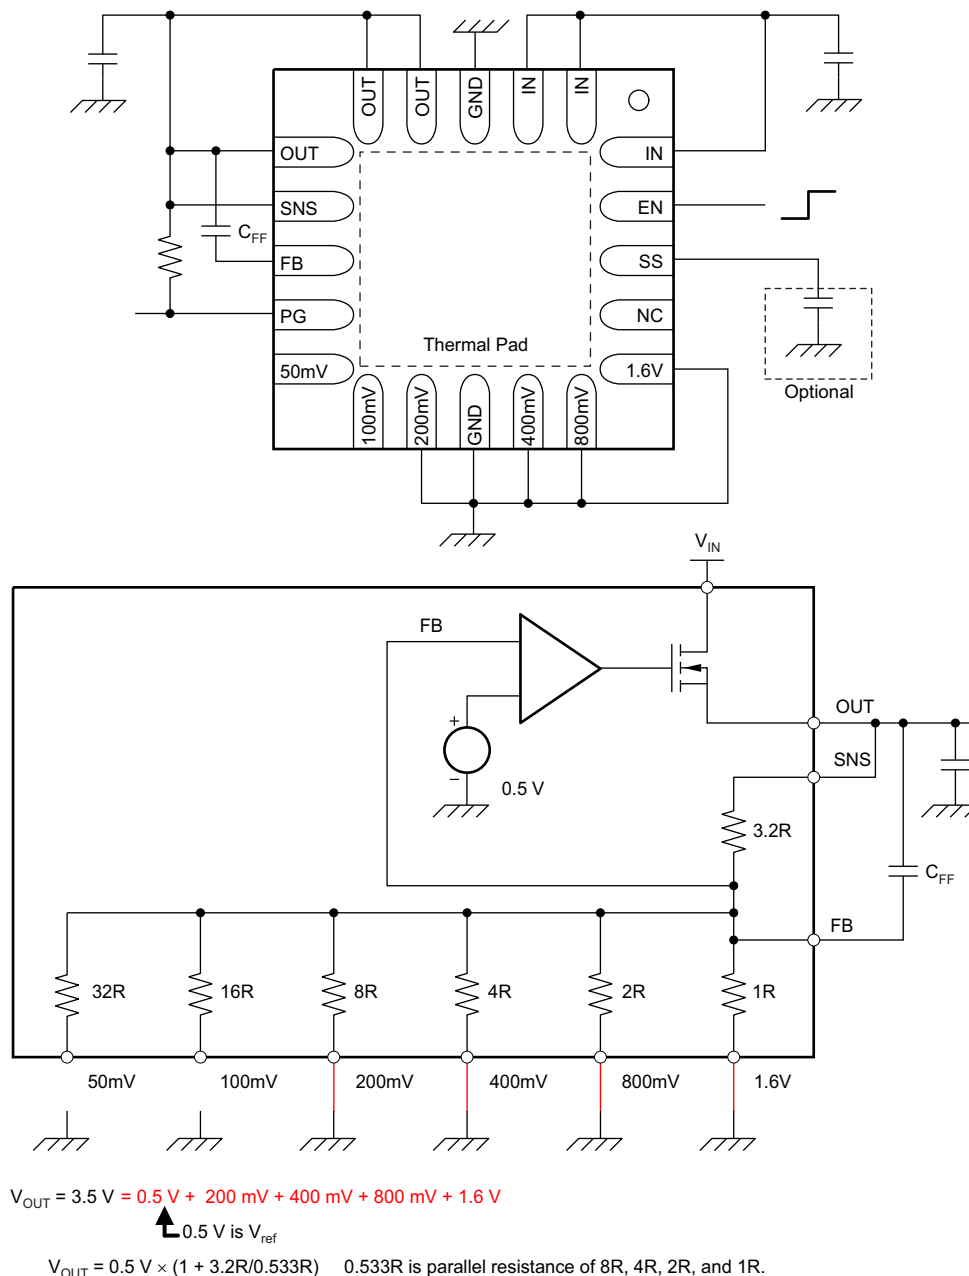 OUT
OUT
GND
IN
IN
OUT
SNS
C_FF
FB
PG
50mV
IN
EN
SS
NC
1.6V
Thermal Pad
100mV
200mV
GND
400mV
800mV
Optional
V_IN
FB
OUT
SNS
+
−
0.5 V
3.2R
C_FF
FB
32R
16R
8R
4R
2R
1R
50mV
100mV
200mV
400mV
800mV
1.6V
V_OUT = 3.5 V = 0.5 V + 200 mV + 400 mV + 800 mV + 1.6 V
0.5 V is V_ref
V_OUT = 0.5 V × (1 + 3.2R/0.533R) 0.533R is parallel resistance of 8R, 4R, 2R, and 1R.